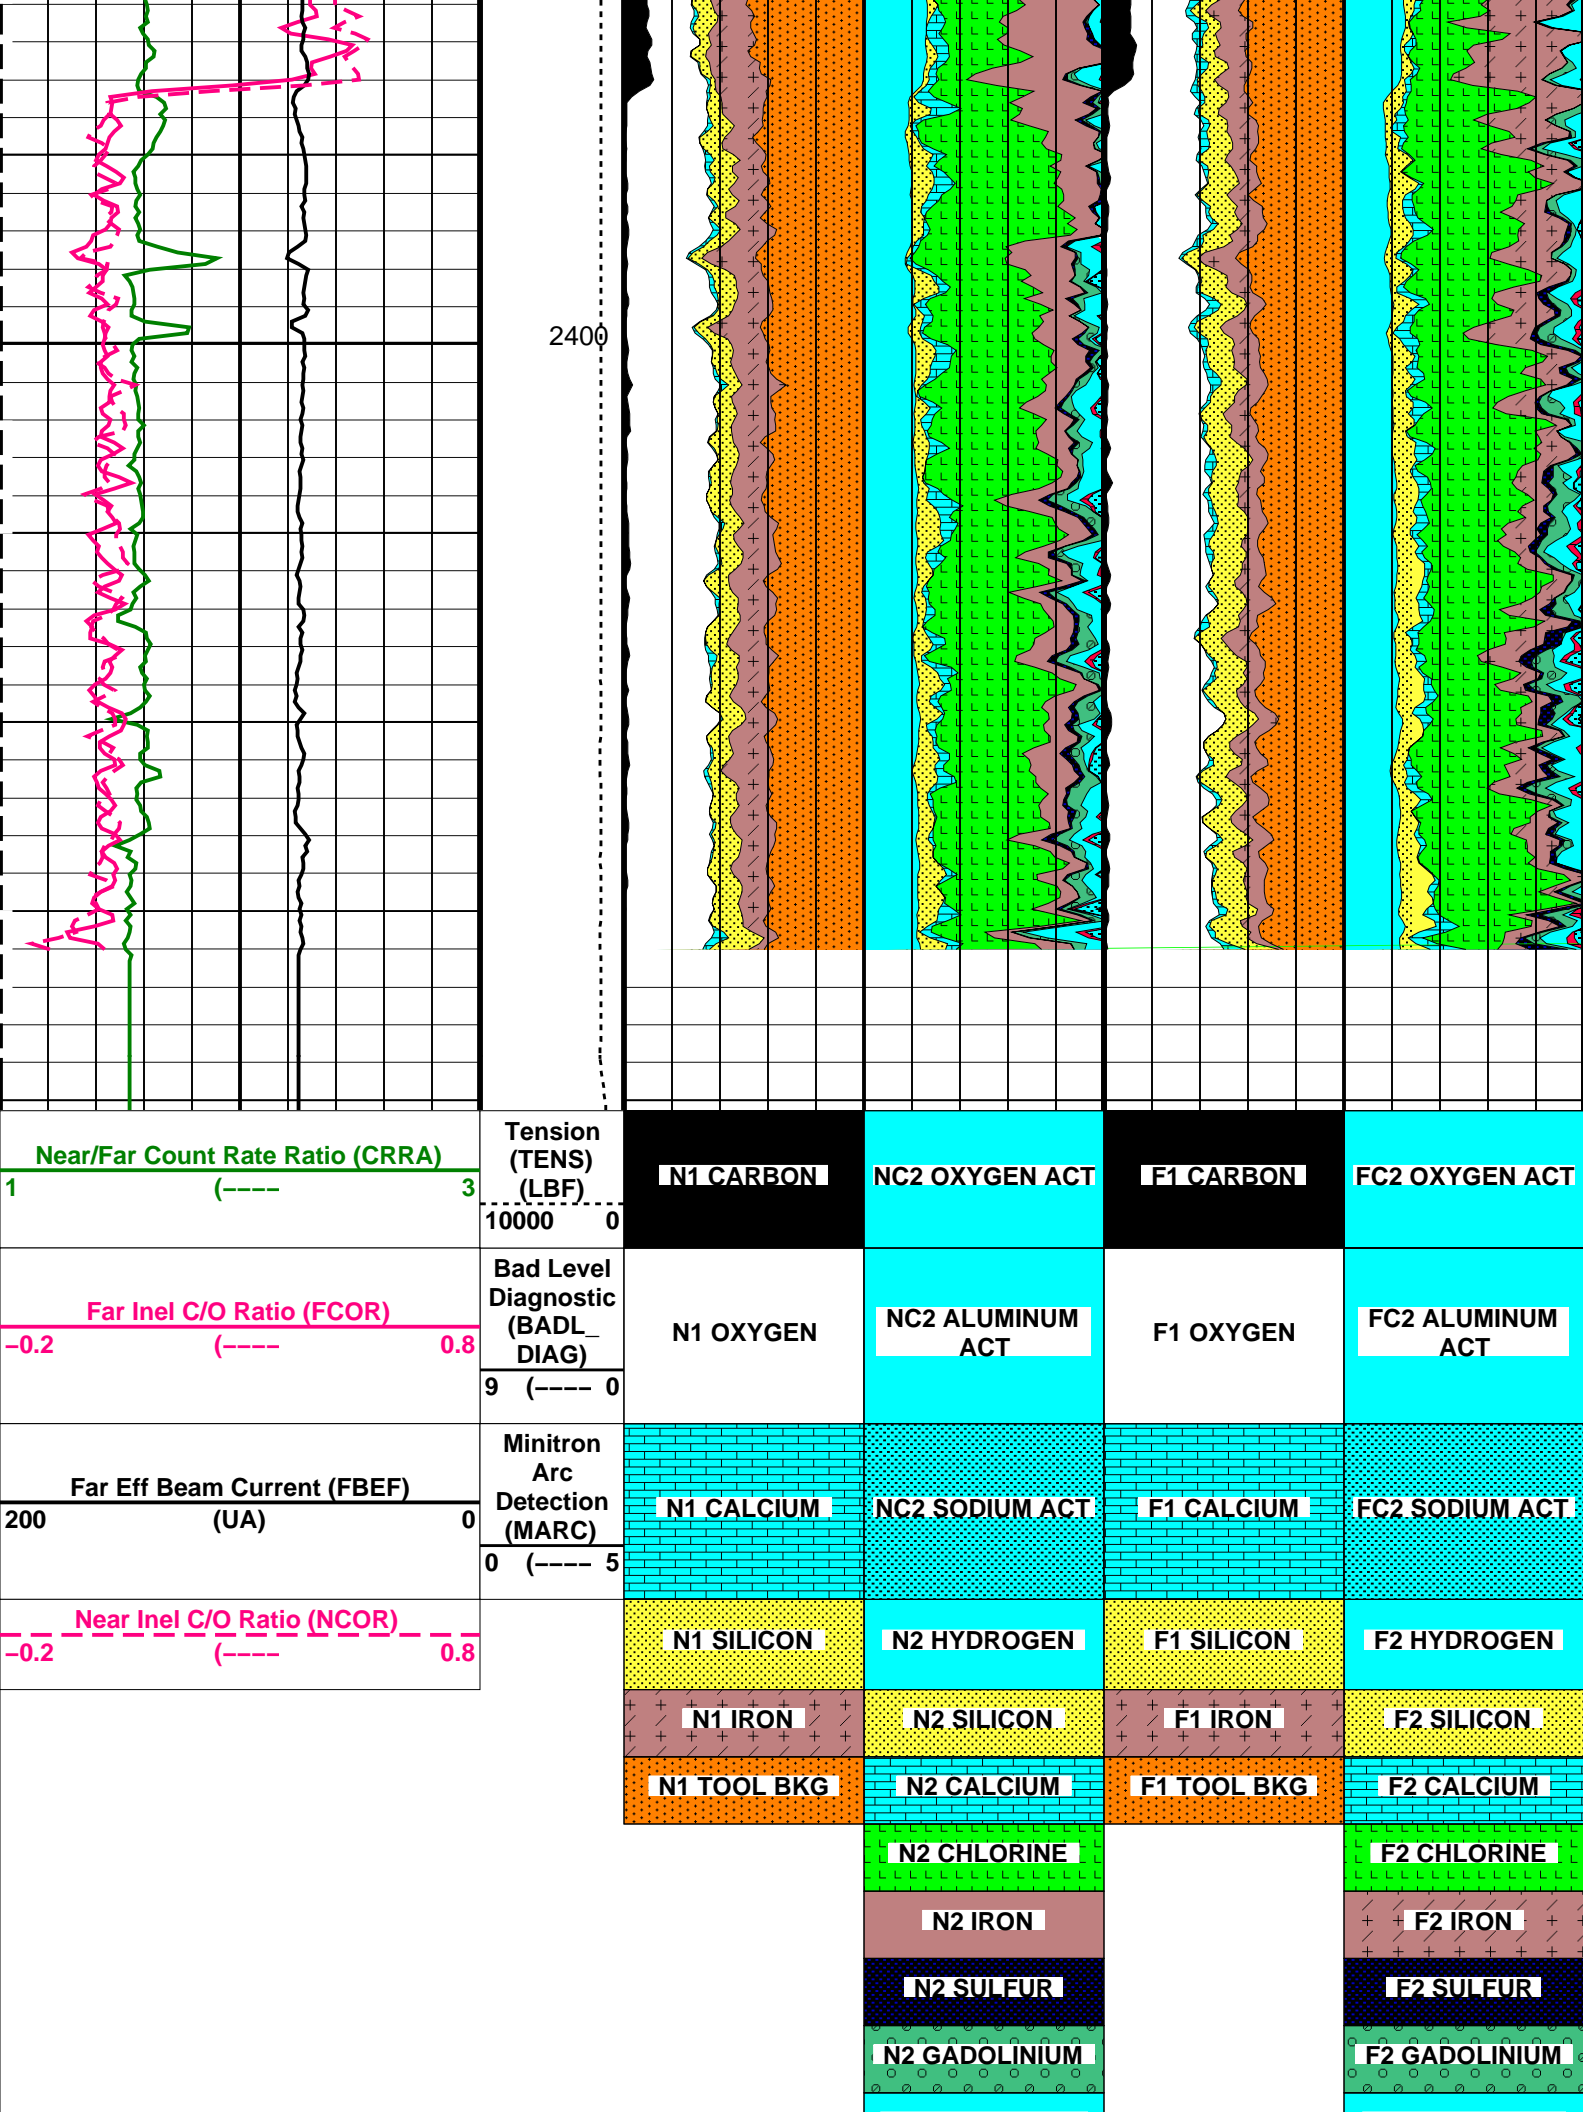 2400
Near/Far Count Rate Ratio (CRRA)
1 (---- 3
Tension
(TENS)
(LBF)
10000 0
N1 CARBON
NC2 OXYGEN ACT
F1 CARBON
FC2 OXYGEN ACT
Far Inel C/O Ratio (FCOR)
−0.2 (---- 0.8
Bad Level
Diagnostic
(BADL_
DIAG)
9 (---- 0
N1 OXYGEN
NC2 ALUMINUM
ACT
F1 OXYGEN
FC2 ALUMINUM
ACT
Far Eff Beam Current (FBEF)
200 (UA) 0
Minitron
Arc
Detection
(MARC)
0 (---- 5
N1 CALCIUM
NC2 SODIUM ACT
F1 CALCIUM
FC2 SODIUM ACT
Near Inel C/O Ratio (NCOR)
−0.2 (---- 0.8
N1 SILICON
N2 HYDROGEN
F1 SILICON
F2 HYDROGEN
N1 IRON
N2 SILICON
F1 IRON
F2 SILICON
N1 TOOL BKG
N2 CALCIUM
F1 TOOL BKG
F2 CALCIUM
N2 CHLORINE
F2 CHLORINE
N2 IRON
F2 IRON
N2 SULFUR
F2 SULFUR
N2 GADOLINIUM
F2 GADOLINIUM